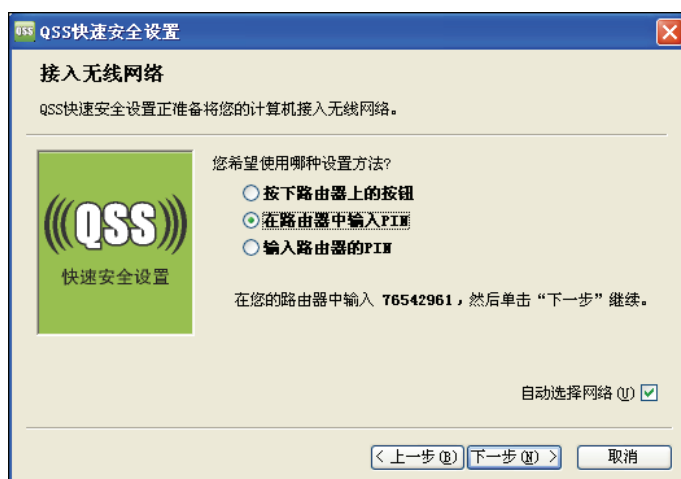 QSS QSS快速安全设置
接入无线网络
QSS快速安全设置正准备将您的计算机接入无线网络。
您希望使用哪种设置方法?
按下路由器上的按钮
在路由器中输入PIN
输入路由器的PIN
QSS
快速安全设置
在您的路由器中输入 76542961，然后单击“下一步”继续。
自动选择网络(U)
< 上一步(B) 下一步(N) > 取消